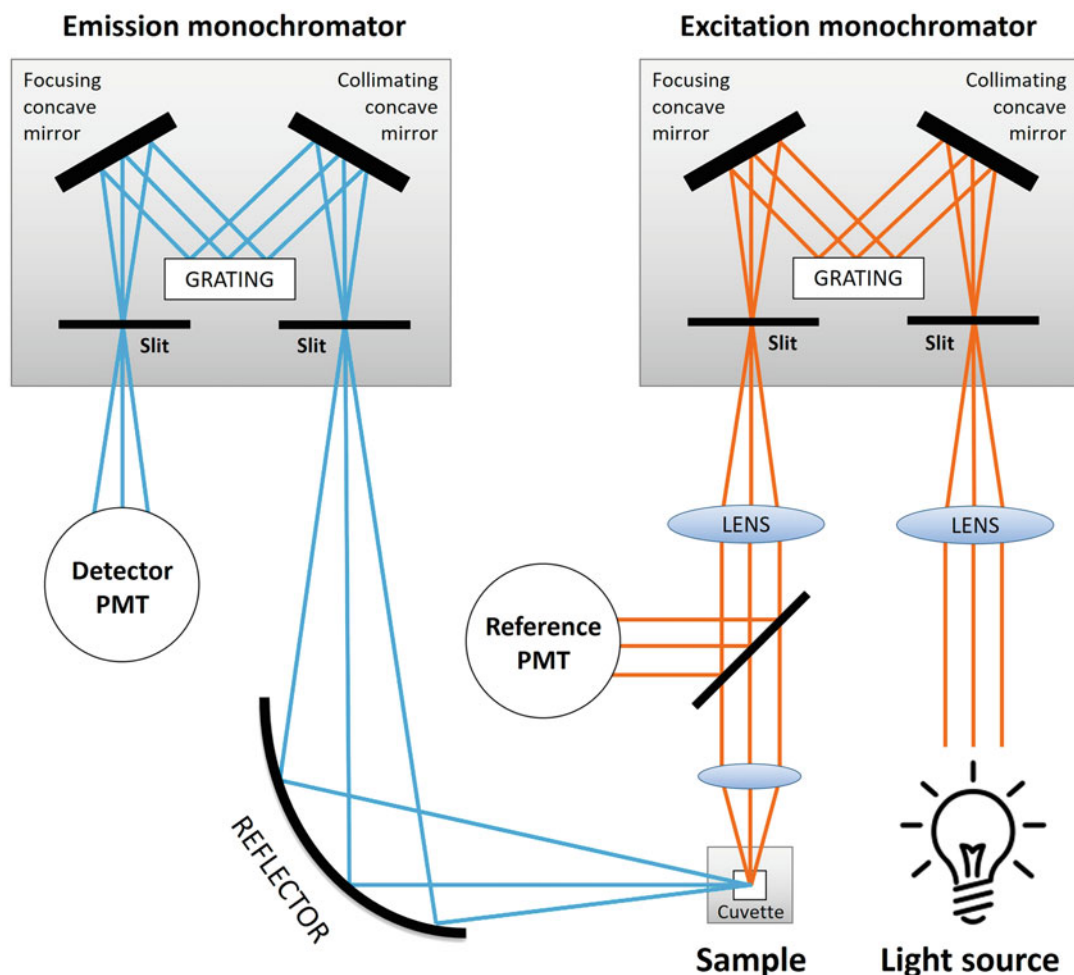 Emission monochromator
Excitation monochromator
Focusing
concave
mirror
Collimating
concave
mirror
GRATING
Slit
Slit
Focusing
concave
mirror
Collimating
concave
mirror
GRATING
Slit
Slit
LENS
LENS
Detector
PMT
Reference
PMT
REFLECTOR
Cuvette
Sample
Light source